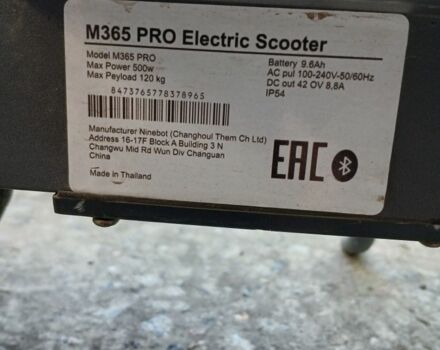 M365 PRO Electric Scooter
Model M365 PRO
Max Power 500w
Max Peyload 120 kg
Battery 9.6Ah
AC pul 100-240V-50/60Hz
DC out 42 OV 8,8A
IP54
8473765778378965
Manufacturer Ninebot (Changhoul Them Ch Ltd)
Address 16-17F Block A Building 3 N
Changwu Mid Rd Wun Div Changuan
China
Made in Thailand
EAC